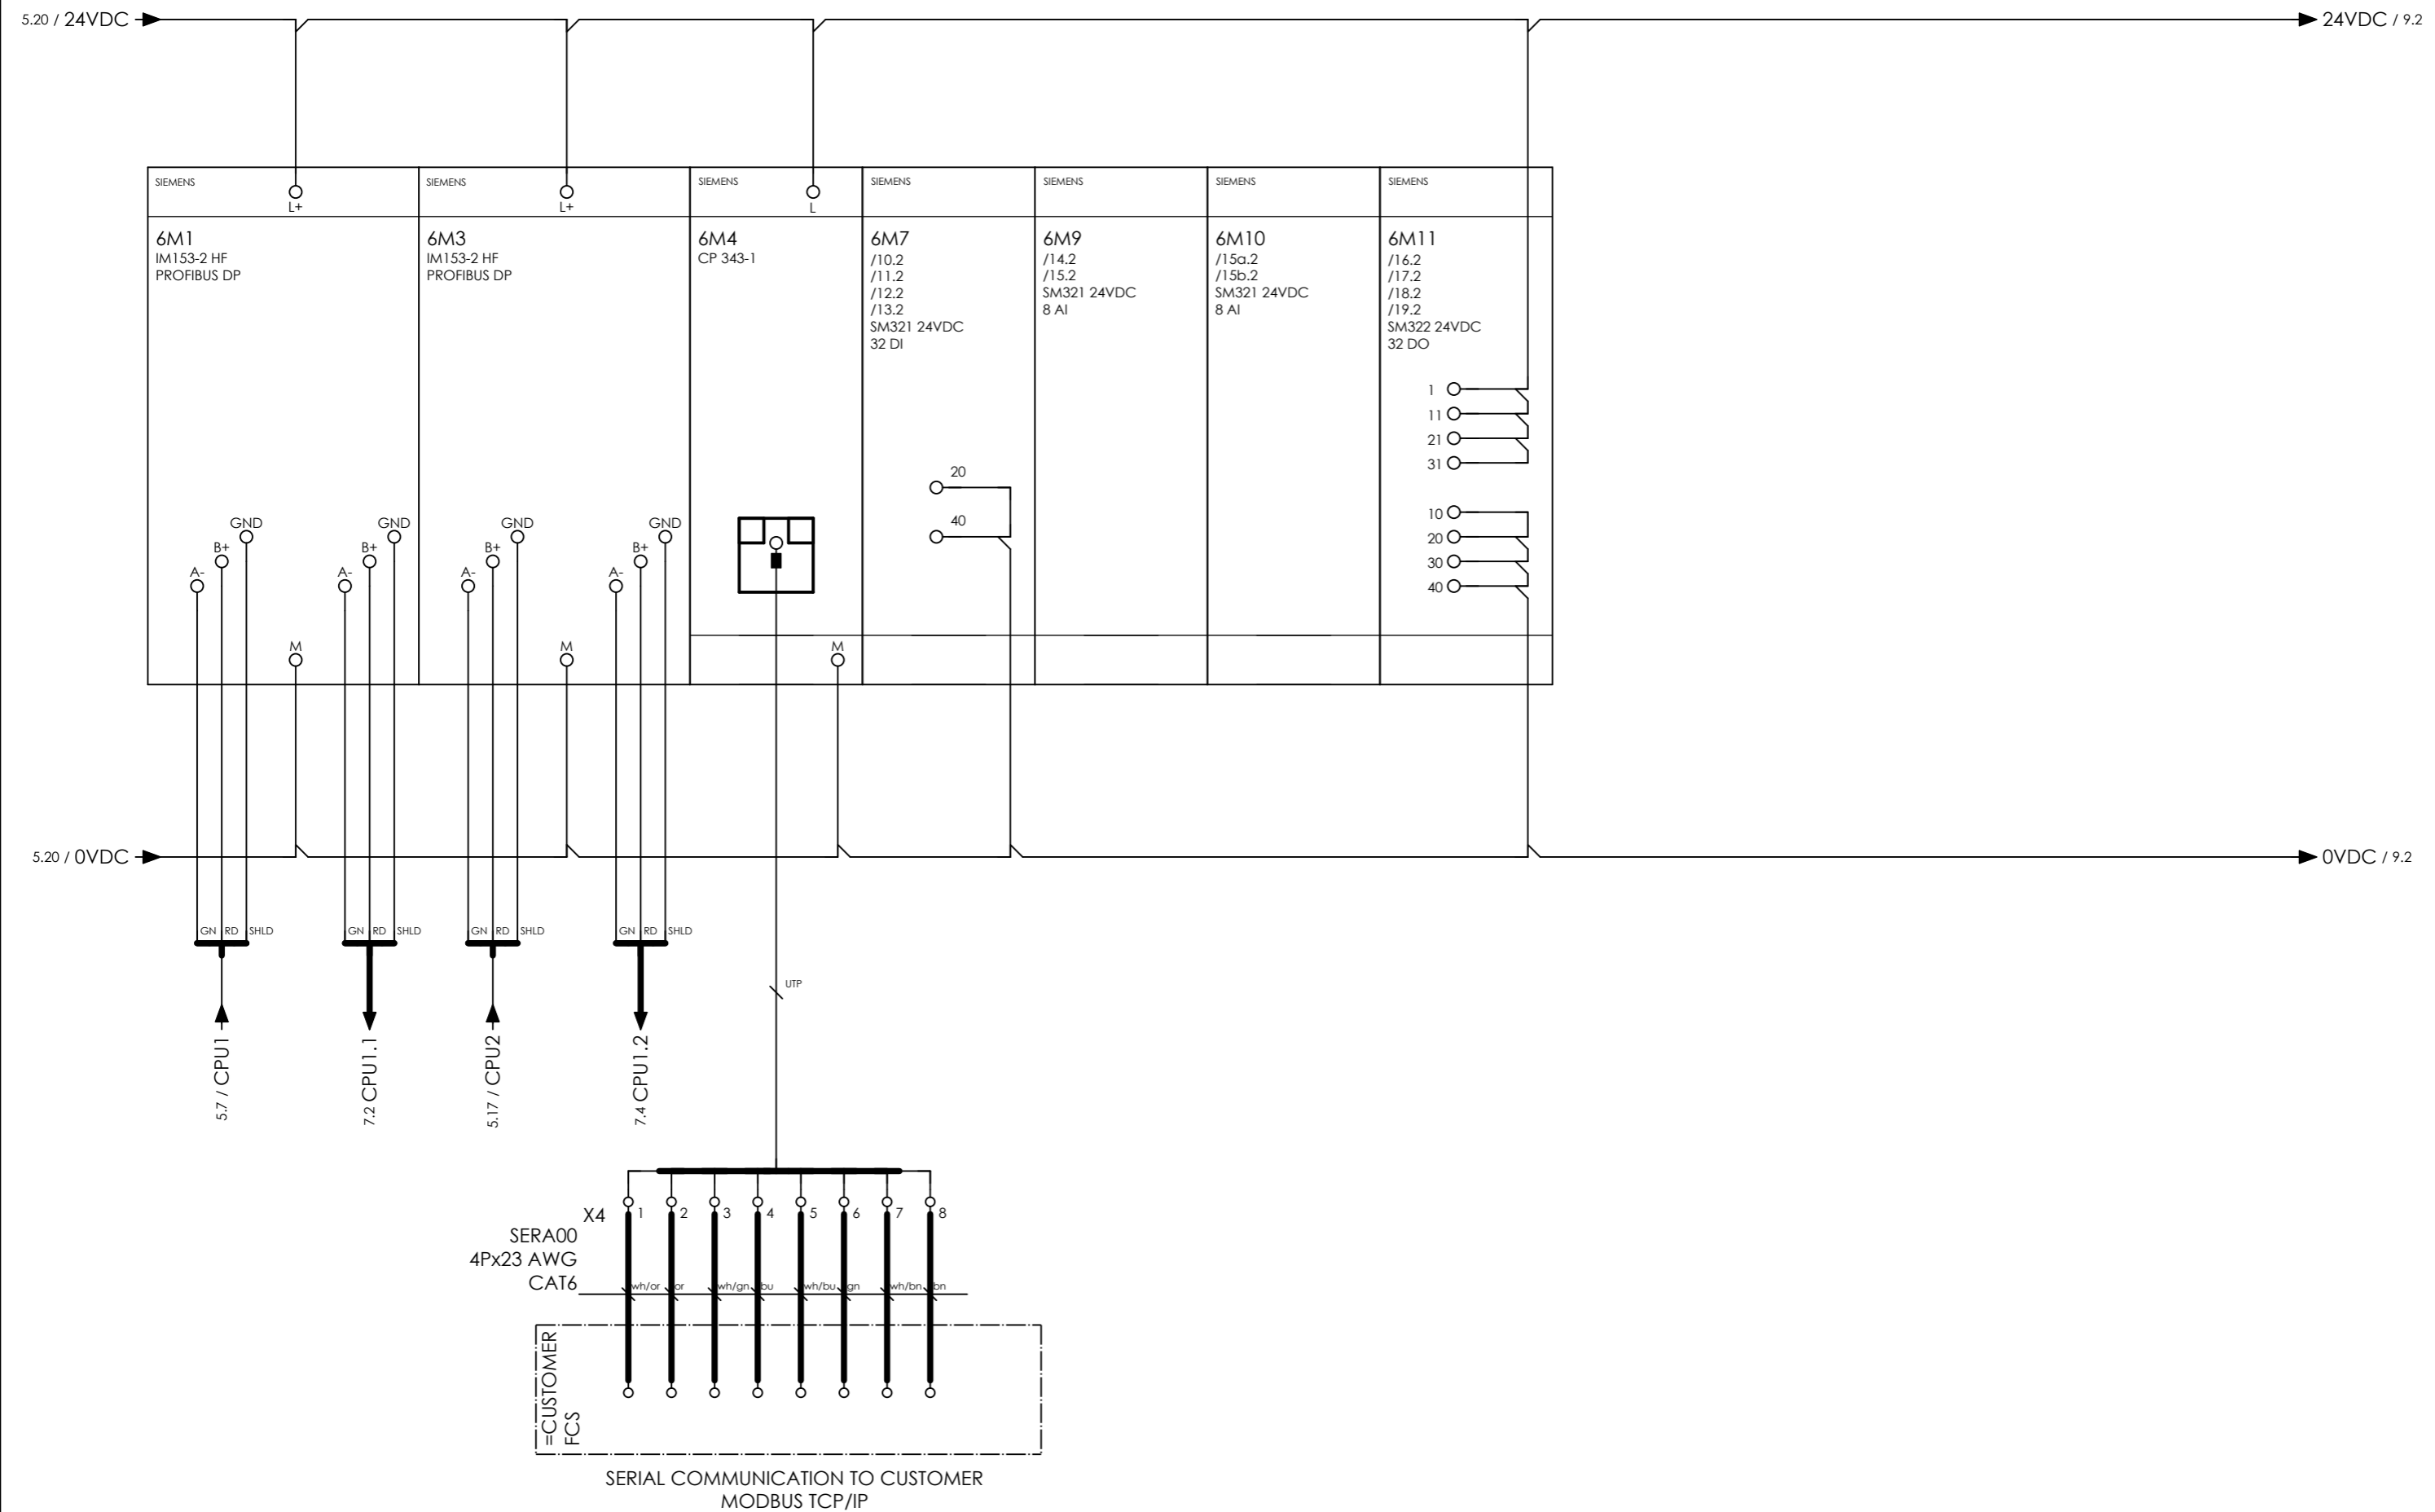 5.20 / 24VDC
24VDC / 9.2
SIEMENS
L+
6M1
IM153-2 HF
PROFIBUS DP
A-
B+
GND
M
A-
B+
GND
SIEMENS
L+
6M3
IM153-2 HF
PROFIBUS DP
A-
B+
GND
M
A-
B+
GND
SIEMENS
L
6M4
CP 343-1
M
SIEMENS
6M7
/10.2
/11.2
/12.2
/13.2
SM321 24VDC
32 DI
20
40
SIEMENS
6M9
/14.2
/15.2
SM321 24VDC
8 AI
SIEMENS
6M10
/15a.2
/15b.2
SM321 24VDC
8 AI
SIEMENS
6M11
/16.2
/17.2
/18.2
/19.2
SM322 24VDC
32 DO
1
11
21
31
10
20
30
40
5.20 / 0VDC
0VDC / 9.2
GN RD SHLD
GN RD SHLD
GN RD SHLD
GN RD SHLD
5.7 / CPU1
7.2 CPU1.1
5.17 / CPU2
7.4 CPU1.2
UTP
X4
1 2 3 4 5 6 7 8
SERA00
4Px23 AWG
CAT6
wh/or or wh/gn bu wh/bu gn wh/bn bn
=CUSTOMER
FCS
SERIAL COMMUNICATION TO CUSTOMER
MODBUS TCP/IP